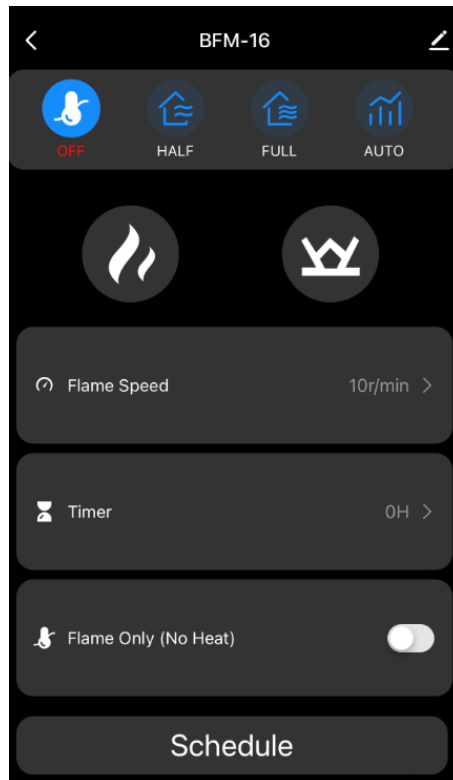 BFM-16
OFF HALF FULL AUTO
Flame Speed 10r/min
Timer 0H
Flame Only (No Heat)
Schedule